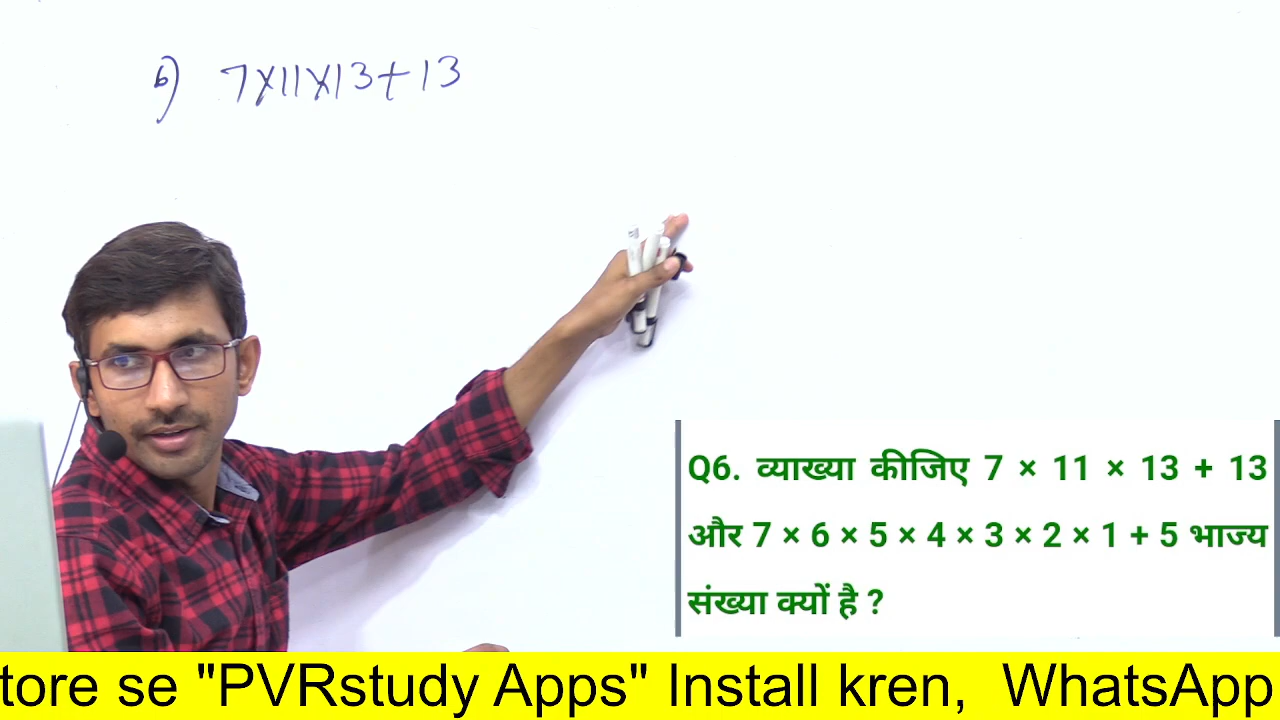 6) 7×11×13+13
Q6. व्याख्या कीजिए 7 × 11 × 13 + 13
और 7 × 6 × 5 × 4 × 3 × 2 × 1 + 5 भाज्य
संख्या क्यों है ?
tore se "PVRstudy Apps" Install kren, WhatsApp